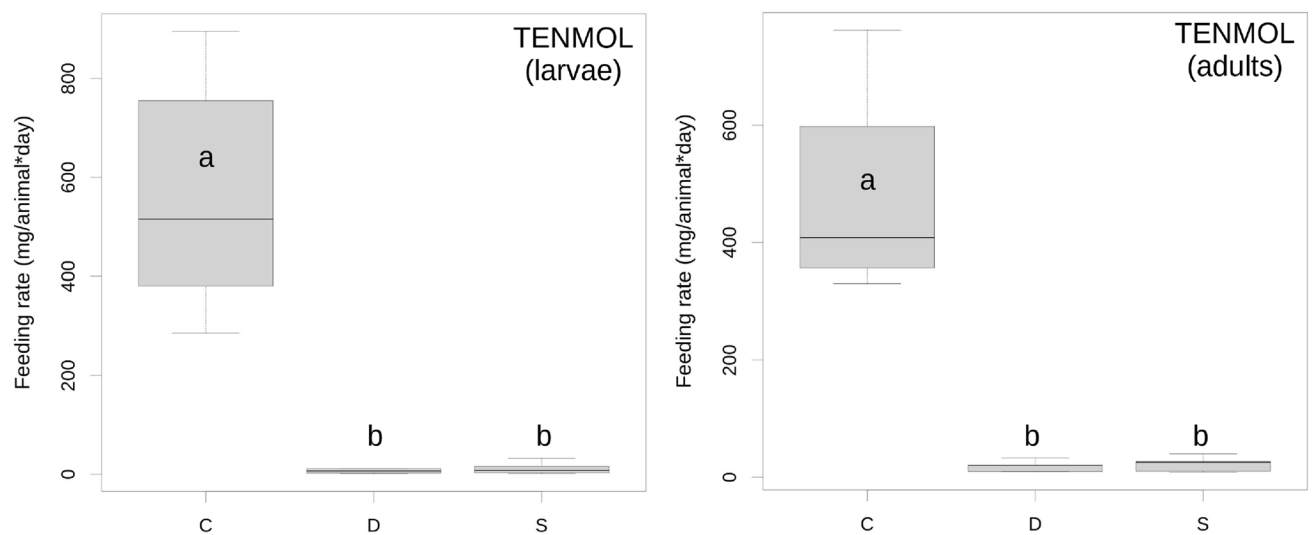 TENMOL
(larvae)
Feeding rate (mg/animal*day)
800
600
400
200
0
a
b
b
C
D
S
TENMOL
(adults)
Feeding rate (mg/animal*day)
600
400
200
0
a
b
b
C
D
S